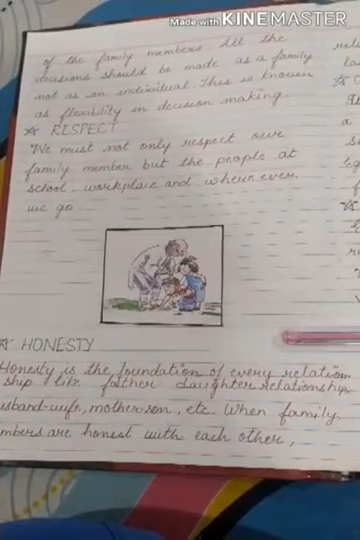 Made with KINEMASTER
of the family members. All the
decisions should be made as a family
not as an individual. This is known
as flexibility in decision making.
☆ RESPECT
We must not only respect owe
family member but the people at
school, workplace and where ever
we go
☆ HONESTY
Honesty is the foundation of every relation
ship like father daughter relationship
usband-wife, mother son, etc. When family,
mbers are honest with each other,